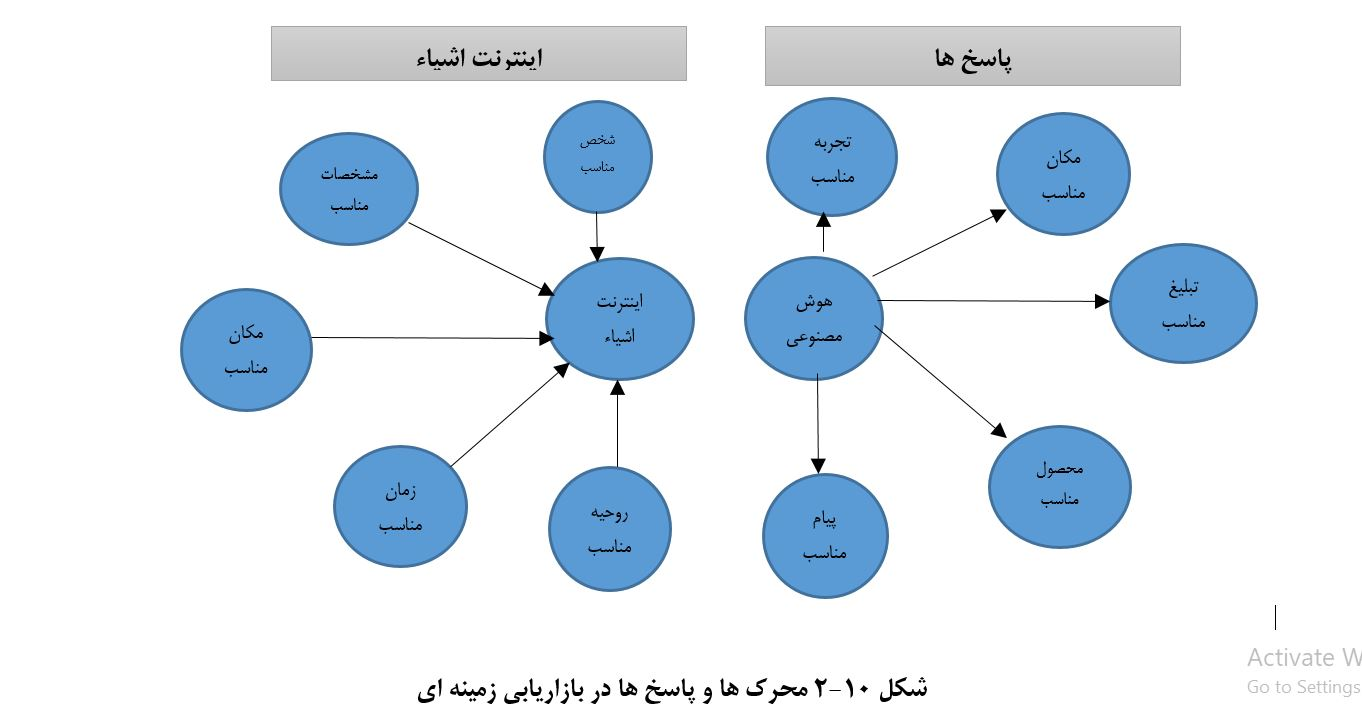 پاسخ ها
اینترنت اشیاء
تجربه
مناسب
مکان
مناسب
تبلیغ
مناسب
هوش
مصنوعی
محصول
مناسب
پیام
مناسب
شخص
مناسب
مشخصات
مناسب
اینترنت
اشیاء
مکان
مناسب
زمان
مناسب
روحیه
مناسب
شکل ۱۰-۲ محرک ها و پاسخ ها در بازاریابی زمینه ای
Activate W
Go to Settings